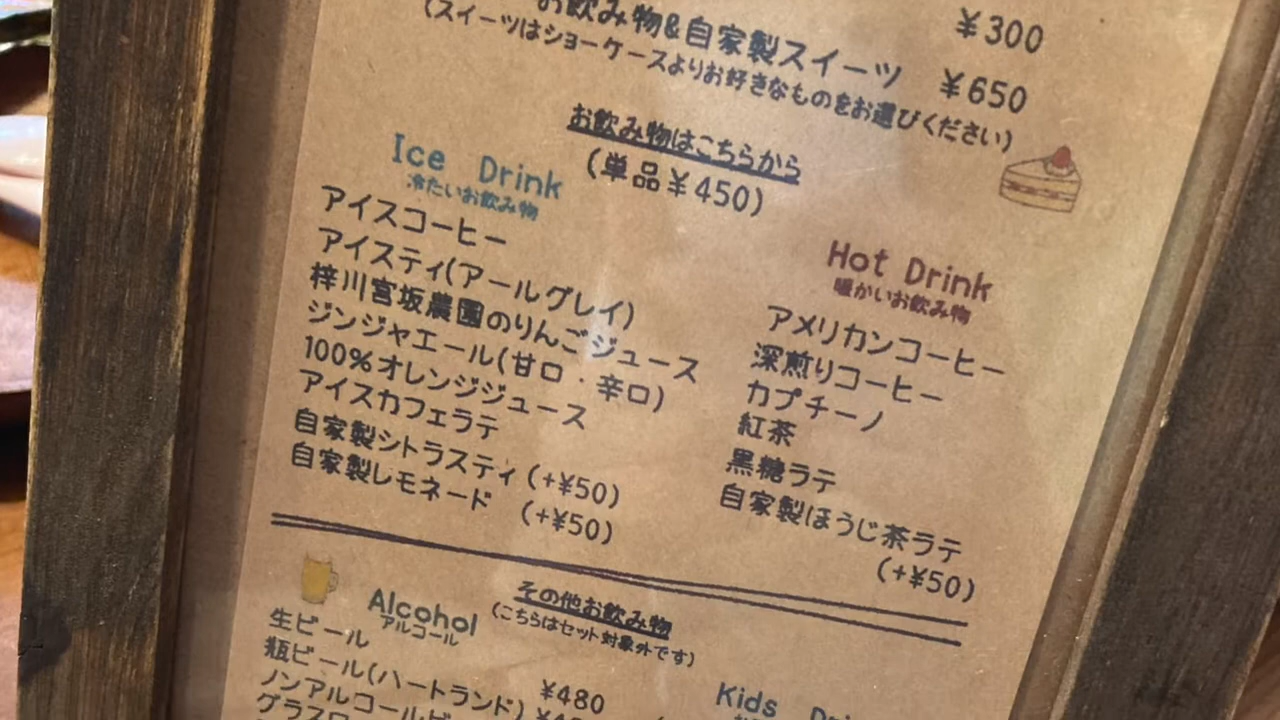 ¥300
お飲み物&自家製スイーツ ¥650
(スイーツはショーケースよりお好きなものをお選びください)
お飲み物はこちらから
(単品¥450)
Ice Drink
冷たいお飲み物
アイスコーヒー
アイスティ(アールグレイ)
梓川宮坂農園のりんごジュース
ジンジャエール(甘口・辛口)
100%オレンジジュース
アイスカフェラテ
自家製シトラスティ (+¥50)
自家製レモネード (+¥50)
Hot Drink
暖かいお飲み物
アメリカンコーヒー
深煎りコーヒー
カプチーノ
紅茶
黒糖ラテ
自家製ほうじ茶ラテ
(+¥50)
その他お飲み物
(こちらはセット対象外です)
Alcohol
アルコール
生ビール ¥480
瓶ビール(ハートランド)
ノンアルコール
グラス
Kids